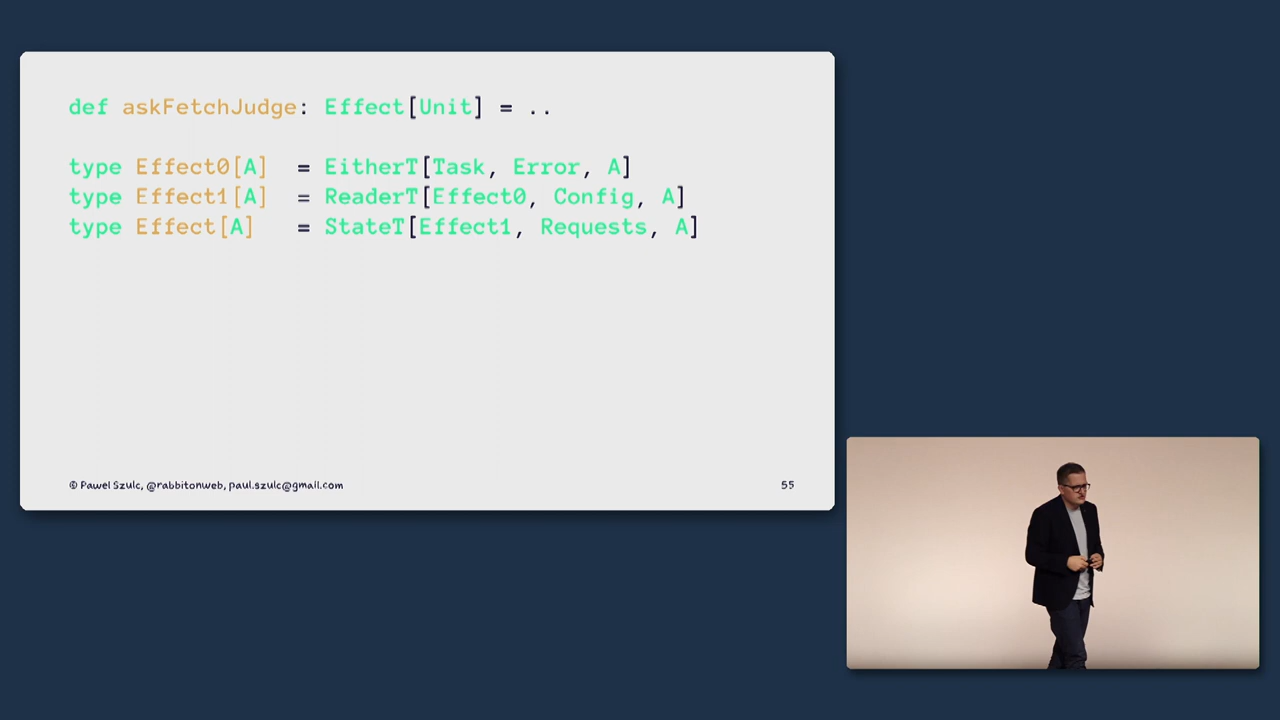 def askFetchJudge: Effect[Unit] = ..
type Effect0[A] = EitherT[Task, Error, A]
type Effect1[A] = ReaderT[Effect0, Config, A]
type Effect[A] = StateT[Effect1, Requests, A]
© Pawel Szulc, @rabbitonweb, paul.szulc@gmail.com
55